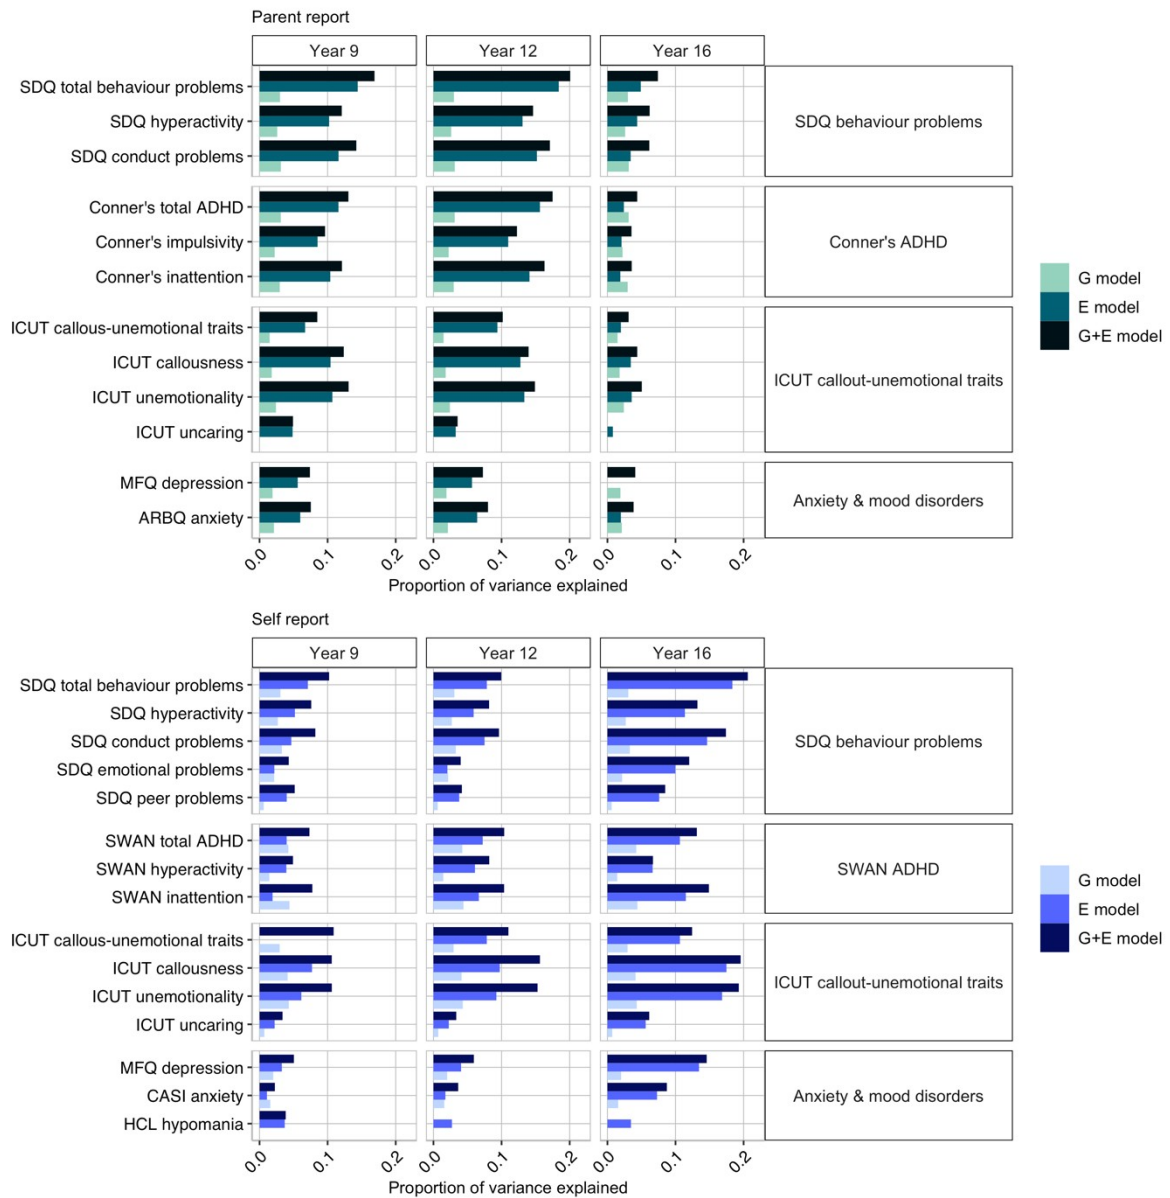 Parent report
Year 9
Year 12
Year 16
SDQ total behaviour problems
SDQ hyperactivity
SDQ conduct problems
SDQ behaviour problems
Conner's total ADHD
Conner's impulsivity
Conner's inattention
Conner's ADHD
ICUT callous-unemotional traits
ICUT callousness
ICUT unemotionality
ICUT uncaring
ICUT callout-unemotional traits
MFQ depression
ARBQ anxiety
Anxiety & mood disorders
G model
E model
G+E model
0.0 0.1 0.2 0.0 0.1 0.2 0.0 0.1 0.2
Proportion of variance explained
Self report
Year 9
Year 12
Year 16
SDQ total behaviour problems
SDQ hyperactivity
SDQ conduct problems
SDQ emotional problems
SDQ peer problems
SDQ behaviour problems
SWAN total ADHD
SWAN hyperactivity
SWAN inattention
SWAN ADHD
ICUT callous-unemotional traits
ICUT callousness
ICUT unemotionality
ICUT uncaring
ICUT callout-unemotional traits
MFQ depression
CASI anxiety
HCL hypomania
Anxiety & mood disorders
G model
E model
G+E model
0.0 0.1 0.2 0.0 0.1 0.2 0.0 0.1 0.2
Proportion of variance explained